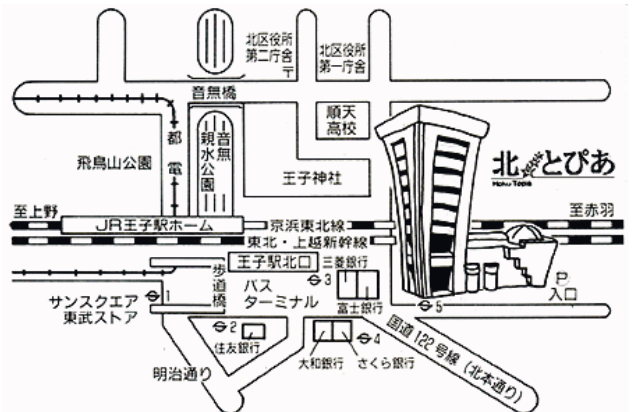 北区役所
第二庁舎
〒
北区役所
第一庁舎
音無橋
順天
高校
都電
音無
親水公園
飛鳥山公園
王子神社
北とぴあ
Hoku Topia
至上野
JR王子駅ホーム
京浜東北線
至赤羽
東北・上越新幹線
王子駅北口
三菱銀行
歩道橋
バス
ターミナル
3
富士銀行
P
入口
サンスクエア
東武ストア
1
5
2
住友銀行
4
大和銀行
さくら銀行
明治通り
国道122号線(北本通り)